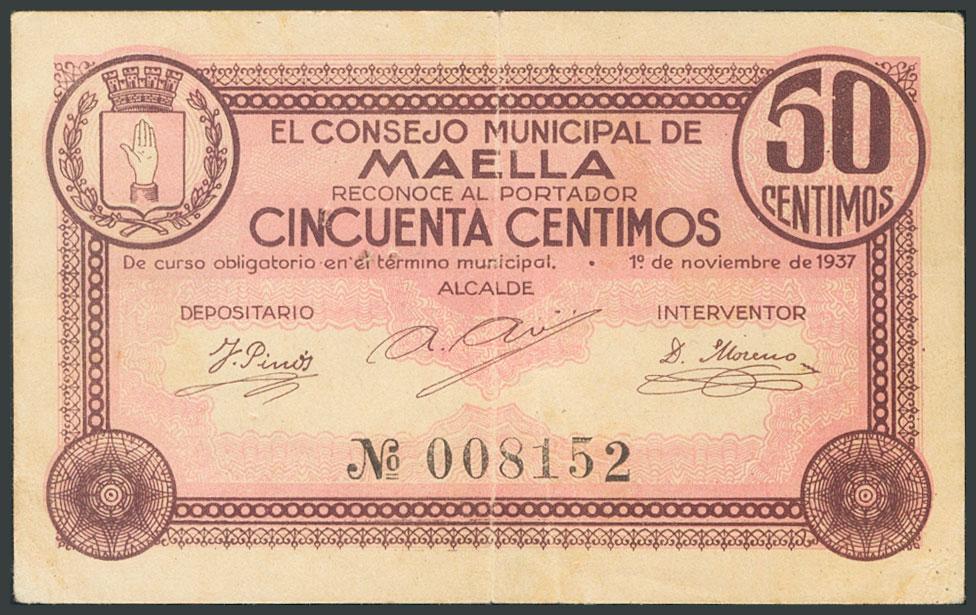 50
CENTIMOS
EL CONSEJO MUNICIPAL DE
MAELLA
RECONOCE AL PORTADOR
CINCUENTA CENTIMOS
De curso obligatorio en el término municipal. • 1º de noviembre de 1937
ALCALDE
DEPOSITARIO INTERVENTOR
J. Pinós A. D. Moreno
Nº 008152